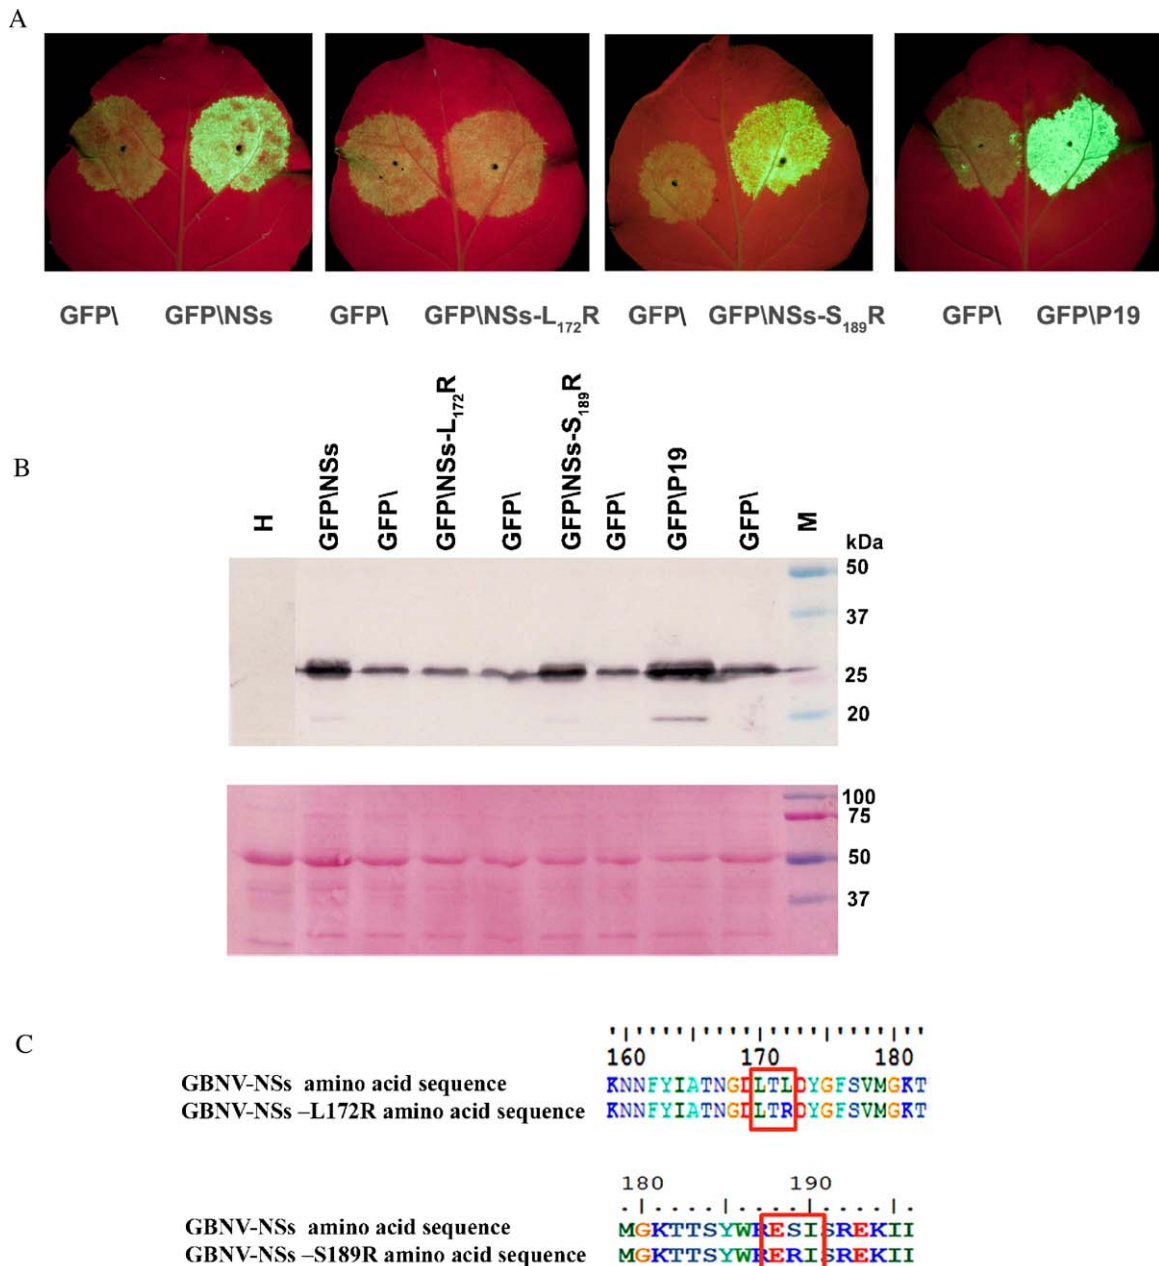 A
GFP\ GFP\NSs GFP\ GFP\NSs-L172R GFP\ GFP\NSs-S189R GFP\ GFP\P19
B
H GFP\NSs GFP\ GFP\NSs-L172R GFP\ GFP\NSs-S189R GFP\ GFP\P19 GFP\ M
kDa
50
37
25
20
100
75
50
37
C
160 170 180
GBNV-NSs amino acid sequence KNNFYIATNGDLTLDYGFSVMGKT
GBNV-NSs –L172R amino acid sequence KNNFYIATNGDLTRDYGFSVMGKT
180 190
GBNV-NSs amino acid sequence MGKTTSYWRESISREKII
GBNV-NSs –S189R amino acid sequence MGKTTSYWRERISREKII